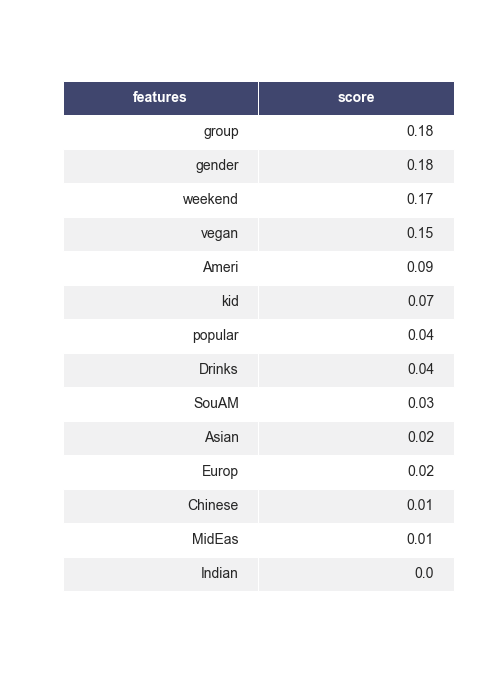 features score
group 0.18
gender 0.18
weekend 0.17
vegan 0.15
Ameri 0.09
kid 0.07
popular 0.04
Drinks 0.04
SouAM 0.03
Asian 0.02
Europ 0.02
Chinese 0.01
MidEas 0.01
Indian 0.0